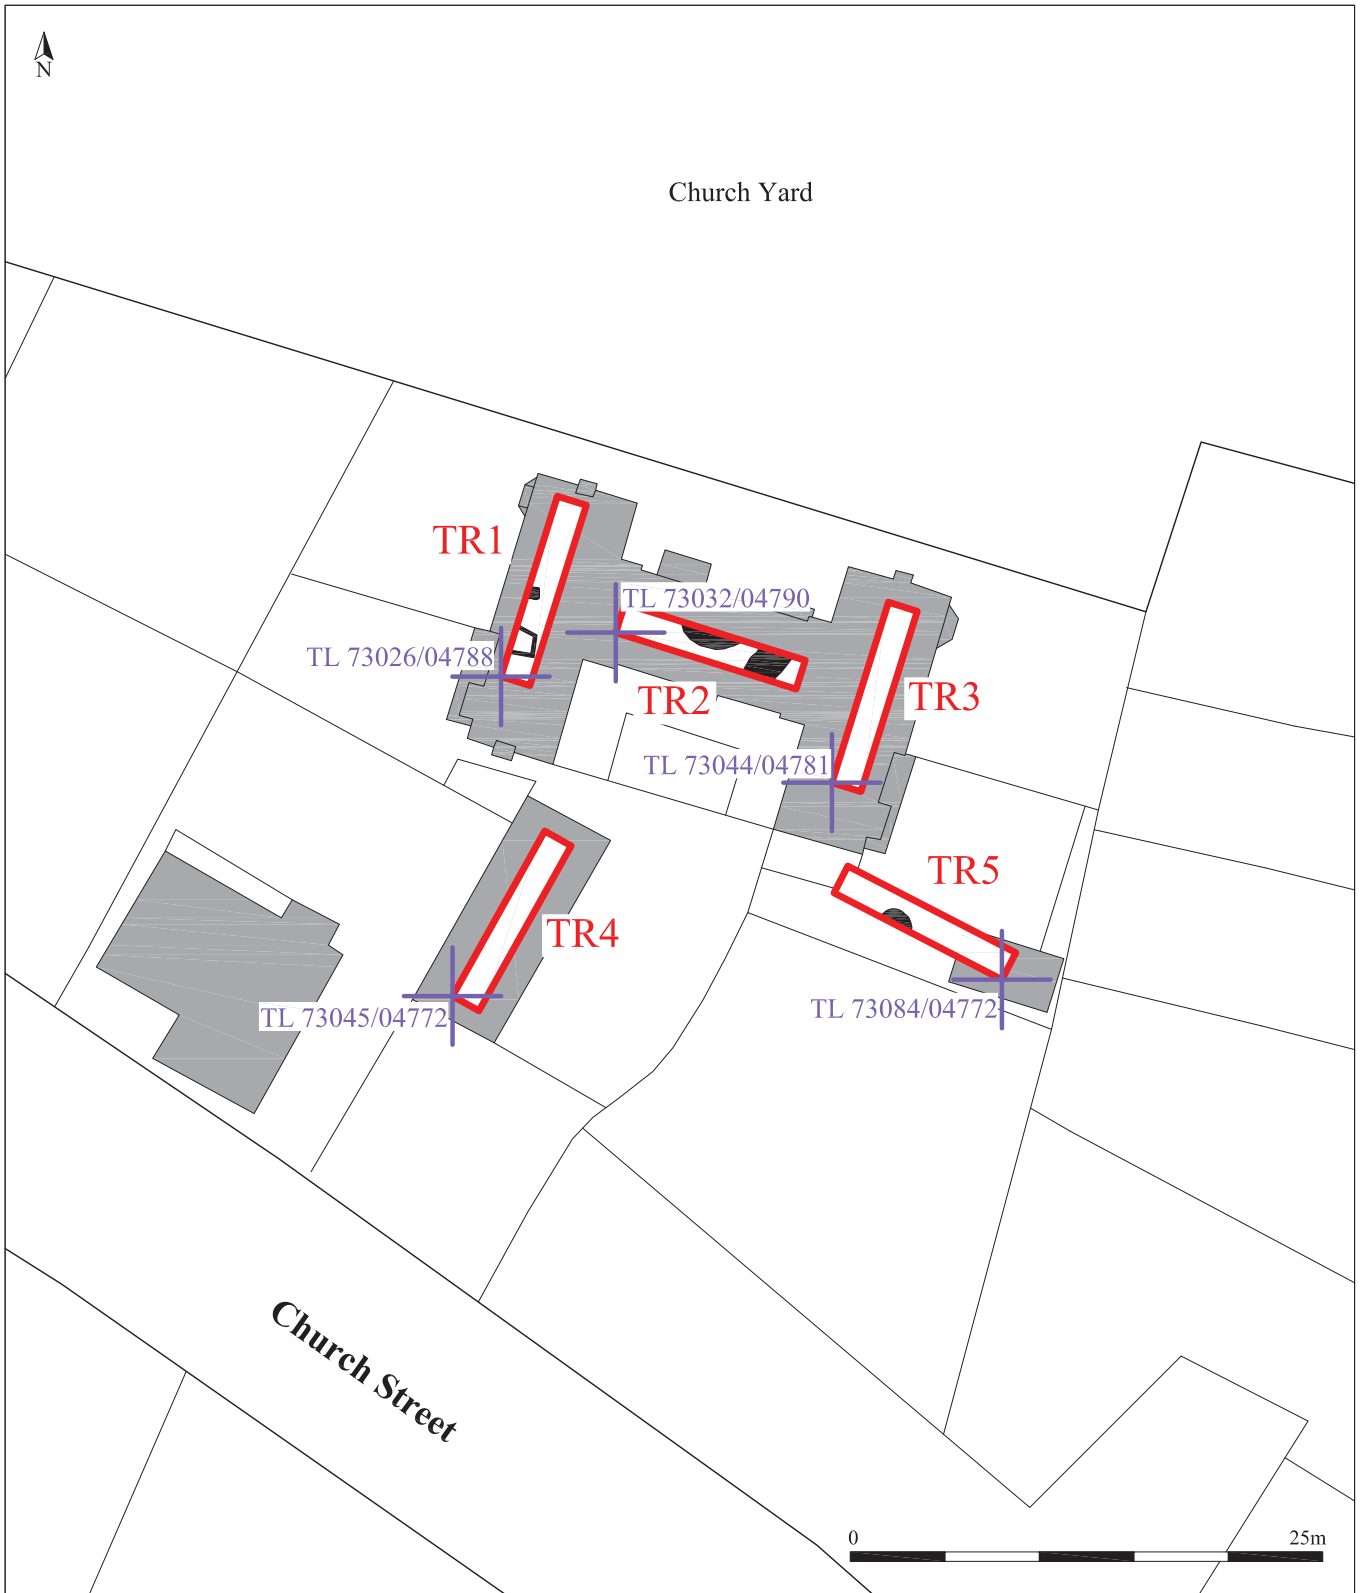 N
Church Yard
TR1
TL 73032/04790
TL 73026/04788
TR2
TR3
TL 73044/04781
TR5
TR4
TL 73084/04772
TL 73045/04772
Church Street
0 25m